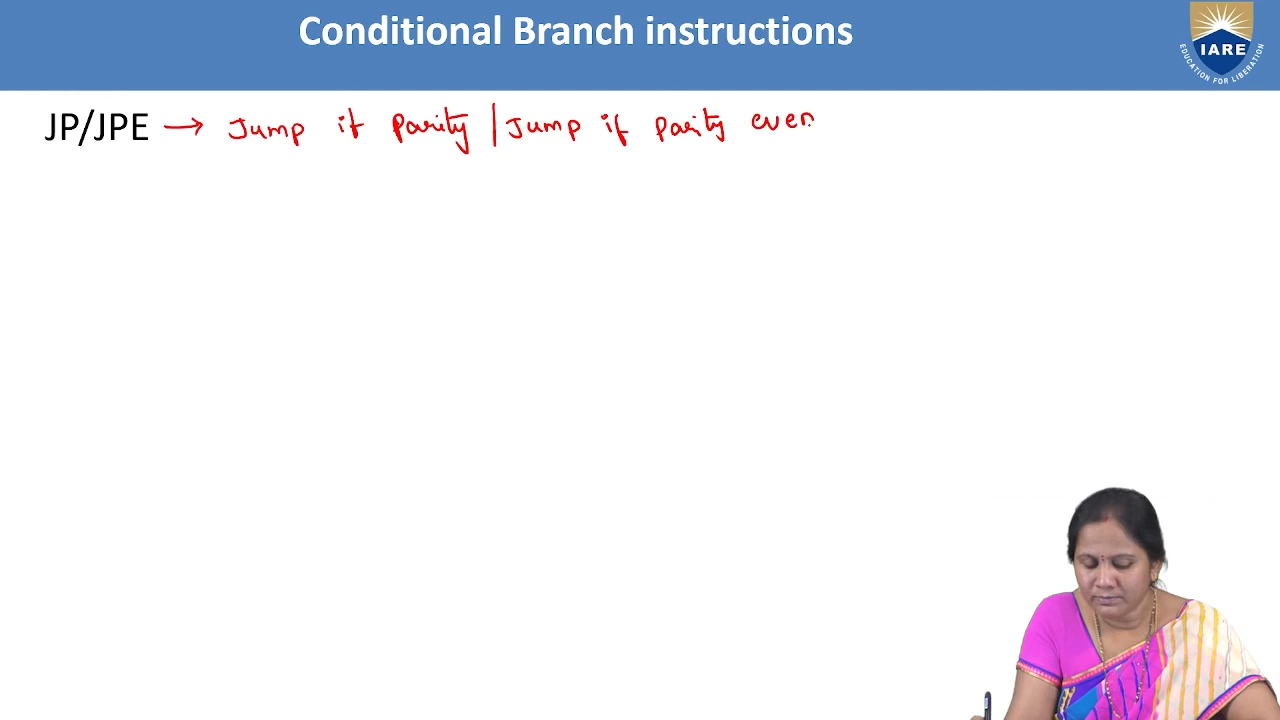 Conditional Branch instructions
IARE
EDUCATION FOR LIBERATION
JP/JPE → Jump if Parity | Jump if parity even